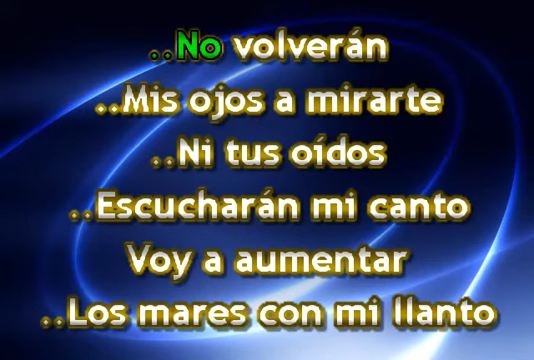 ..No volverán
..Mis ojos a mirarte
..Ni tus oídos
..Escucharán mi canto
Voy a aumentar
..Los mares con mi llanto